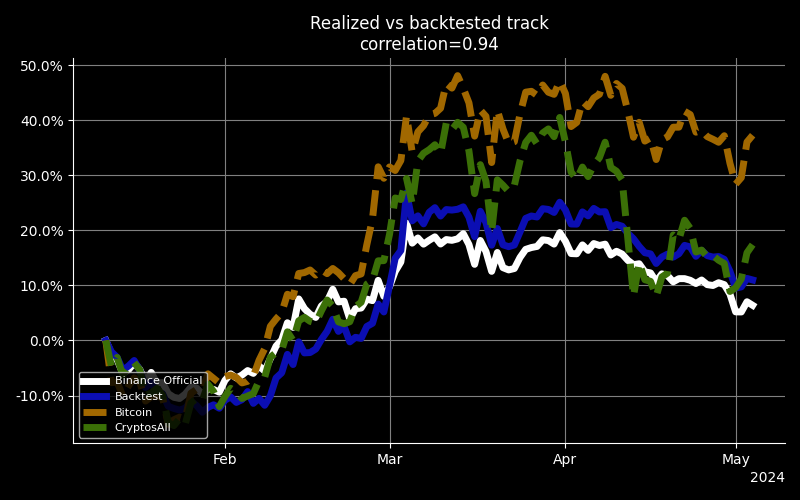 Realized vs backtested track
correlation=0.94
50.0%
40.0%
30.0%
20.0%
10.0%
0.0%
-10.0%
Binance Official
Backtest
Bitcoin
CryptosAll
Feb
Mar
Apr
May
2024